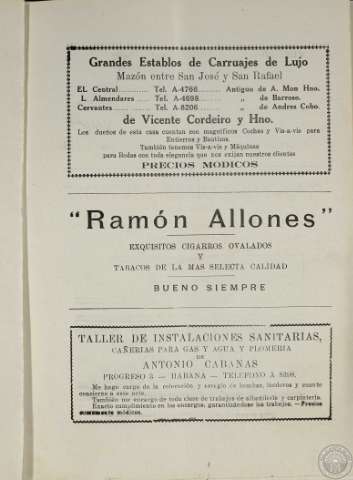 Grandes Establos de Carruajes de Lujo
Mazón entre San José y San Rafael
EL Central.......... Tel. A-4766........ Antiguo de A. Mon Hno.
L Almendares .... Tel. A-4698........ „ de Barroso.
Cervantes .......... Tel. A-8206 ........ „ de Andres Cobo.
de Vicente Cordeiro y Hno.
Los dueños de esta casa cuentan con magnificos Coches y Vis-a-vis para
Entierros y Bautizos.
También tenemos Vis-a-vis y Máquinas
para Bodas con toda elegancia que nos exijan nuestros clientes
PRECIOS MODICOS
"Ramón Allones"
EXQUISITOS CIGARROS OVALADOS
Y
TABACOS DE LA MAS SELECTA CALIDAD
BUENO SIEMPRE
TALLER DE INSTALACIONES SANITARIAS,
CAÑERIAS PARA GAS Y AGUA Y PLOMERIA
DE
ANTONIO CABANAS
PROGRESO 3 — HABANA — TELEFONO A
Me hago cargo de la colocación y arreglo de bombas, inodoros y cuanto
concierne a este arte.
También me encargo de toda clase de trabajos de albañilería y carpintería.
Exacto cumplimiento en los encargos, garantizándose los trabajos. — Precios
sumamente módicos.